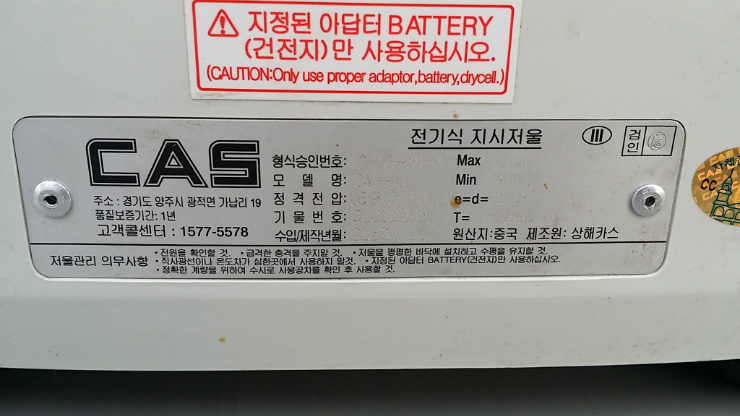 지정된 아답터 BATTERY
(건전지)만 사용하십시오.
(CAUTION:Only use proper adaptor,battery,drycell.)
CAS
주소 : 경기도 양주시 광적면 가납리 19
품질보증기간: 1년
고객콜센터 : 1577-5578
전기식 지시저울
III
검인
형식승인번호: Max
모 델 명: Min
정 격 전 압: e=d=
기 물 번 호: T=
수입/제작년월: 원산지:중국 제조원: 상해카스
저울관리 의무사항
· 전원을 확인할 것. · 급격한 충격을 주지말 것. · 저울을 평평한 바닥에 설치하고 수평을 유지할 것.
· 직사광선이나 온도차가 심한곳에서 사용하지 말것. · 지정된 아답터 BATTERY(건전지)만 사용하십시오.
· 정확한 계량을 위하여 수시로 사용공차를 확인 후 사용할 것.